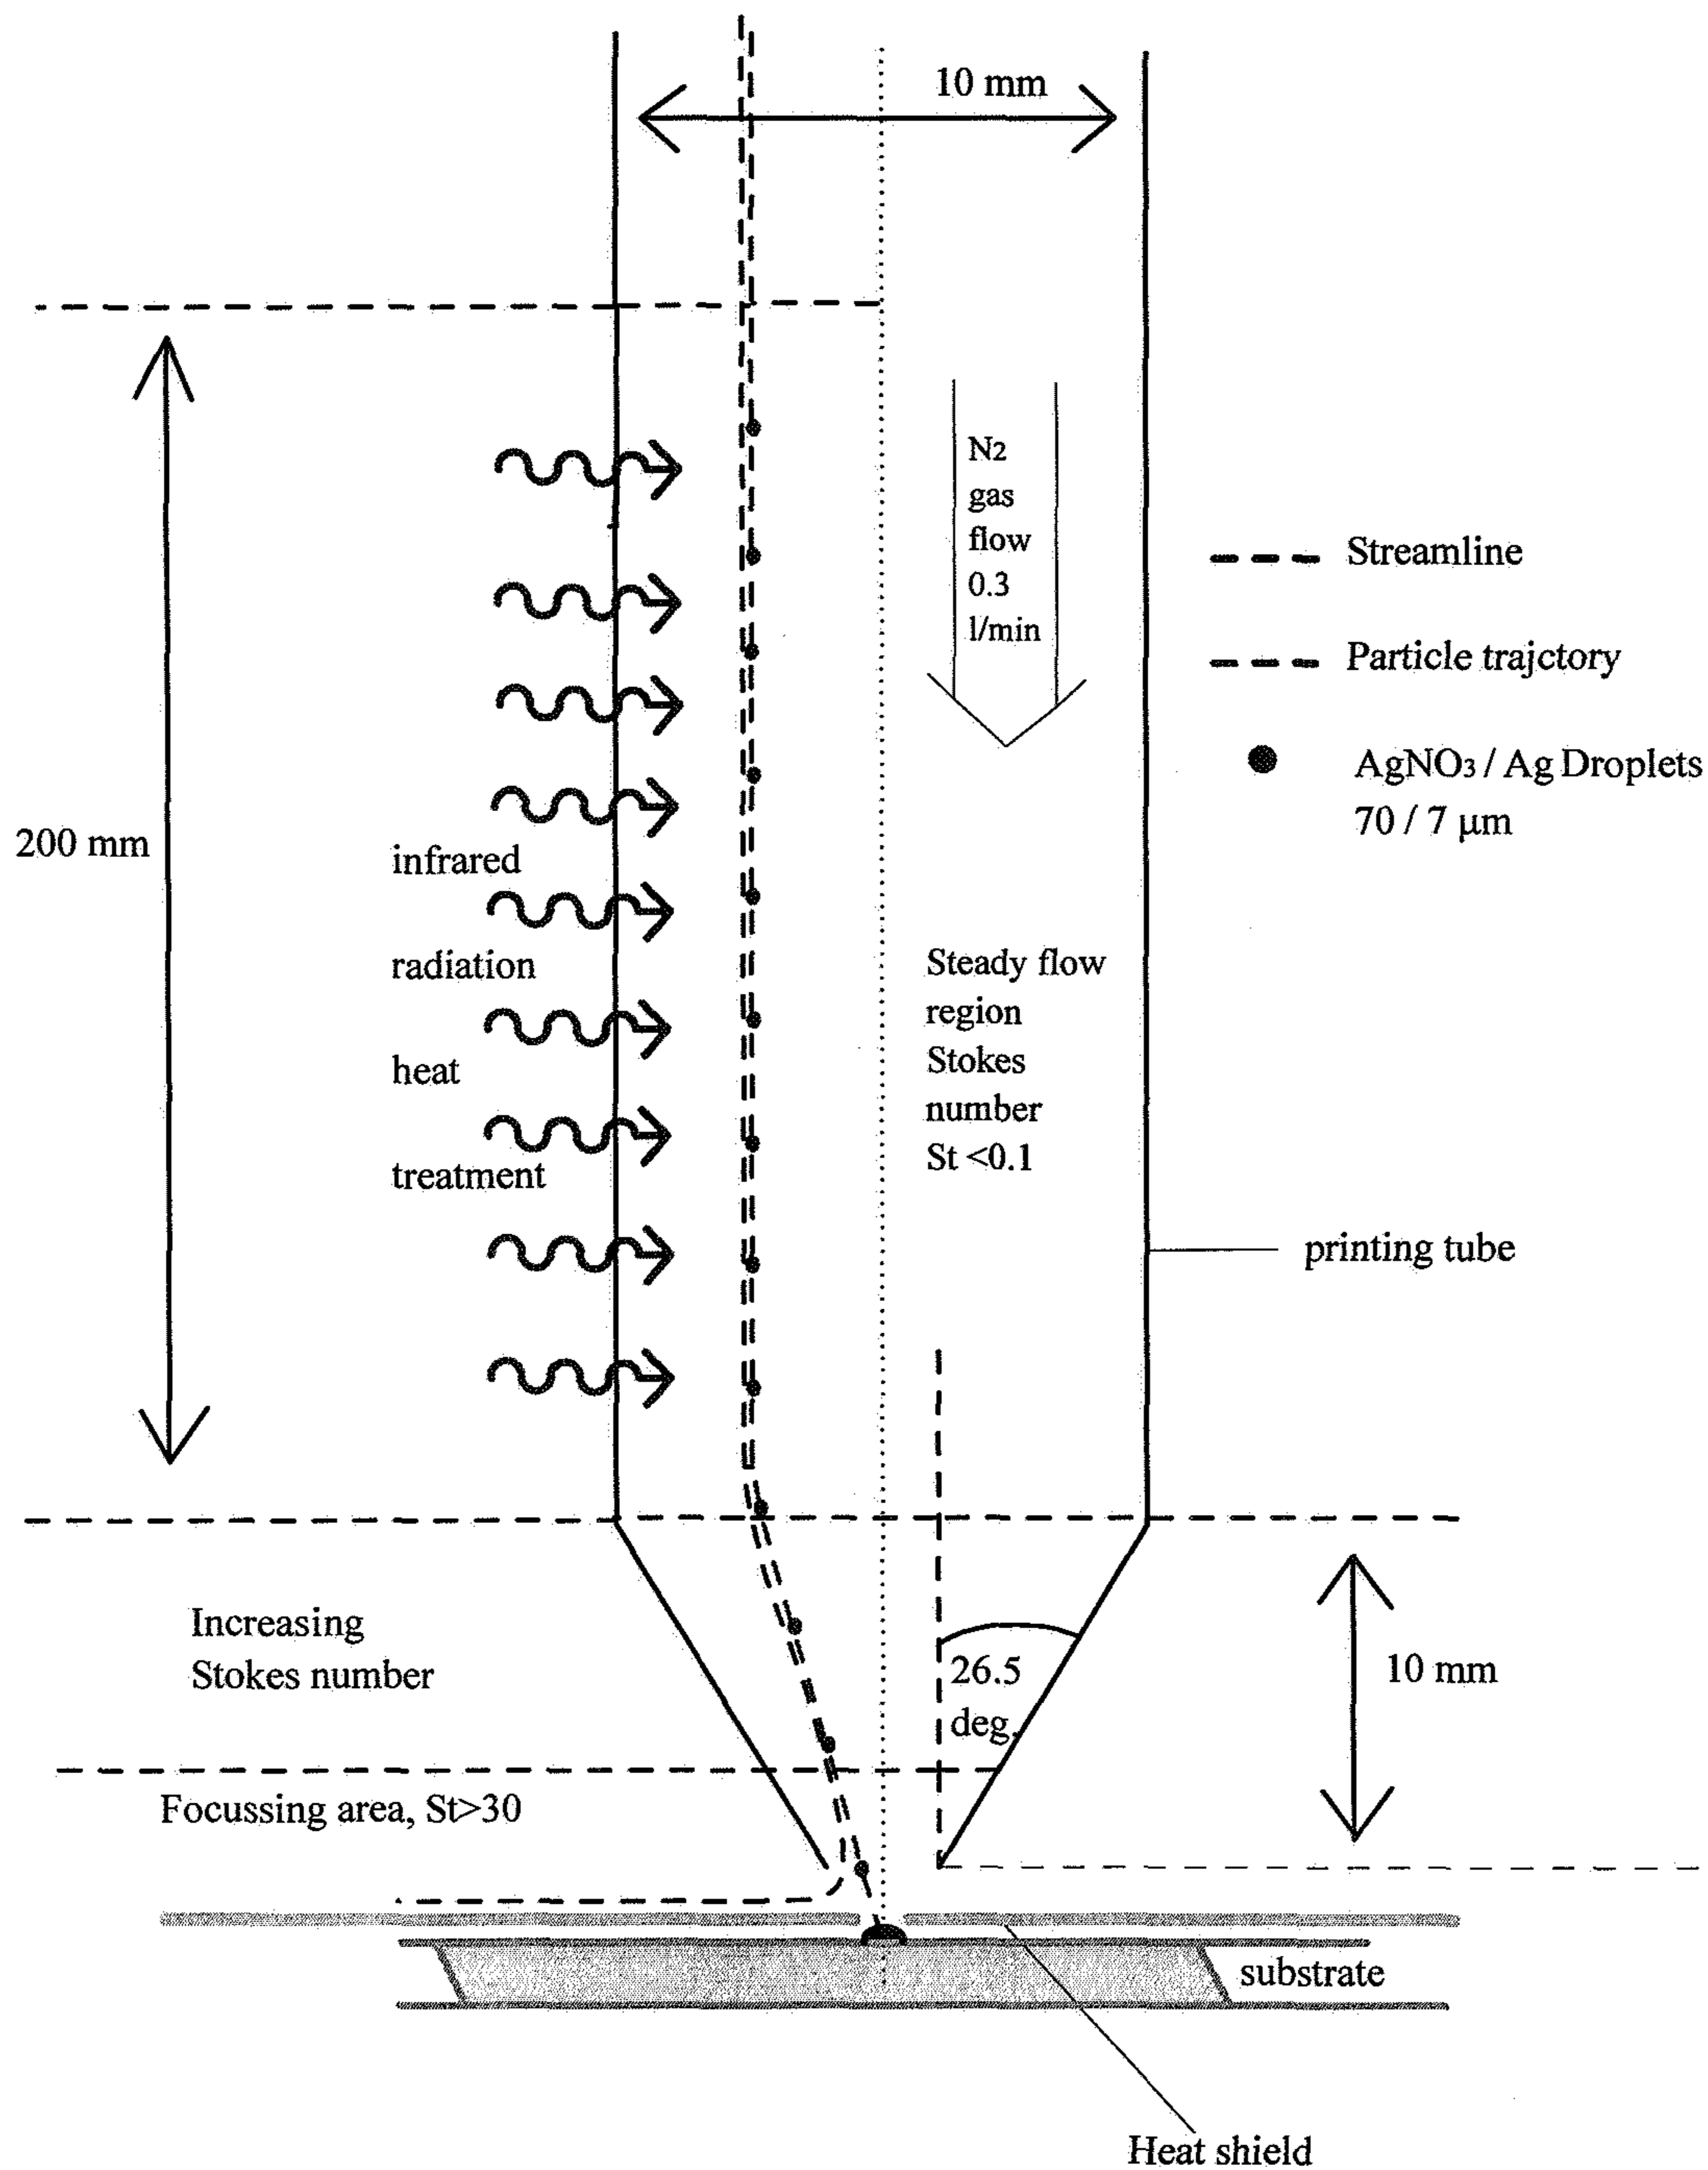 10 mm
N2
gas
flow
0.3
l/min
Streamline
Particle trajctory
AgNO3 / Ag Droplets
70 / 7 μm
200 mm
infrared
radiation
heat
treatment
Steady flow
region
Stokes
number
St <0.1
printing tube
Increasing
Stokes number
26.5
deg.
10 mm
Focussing area, St>30
substrate
Heat shield